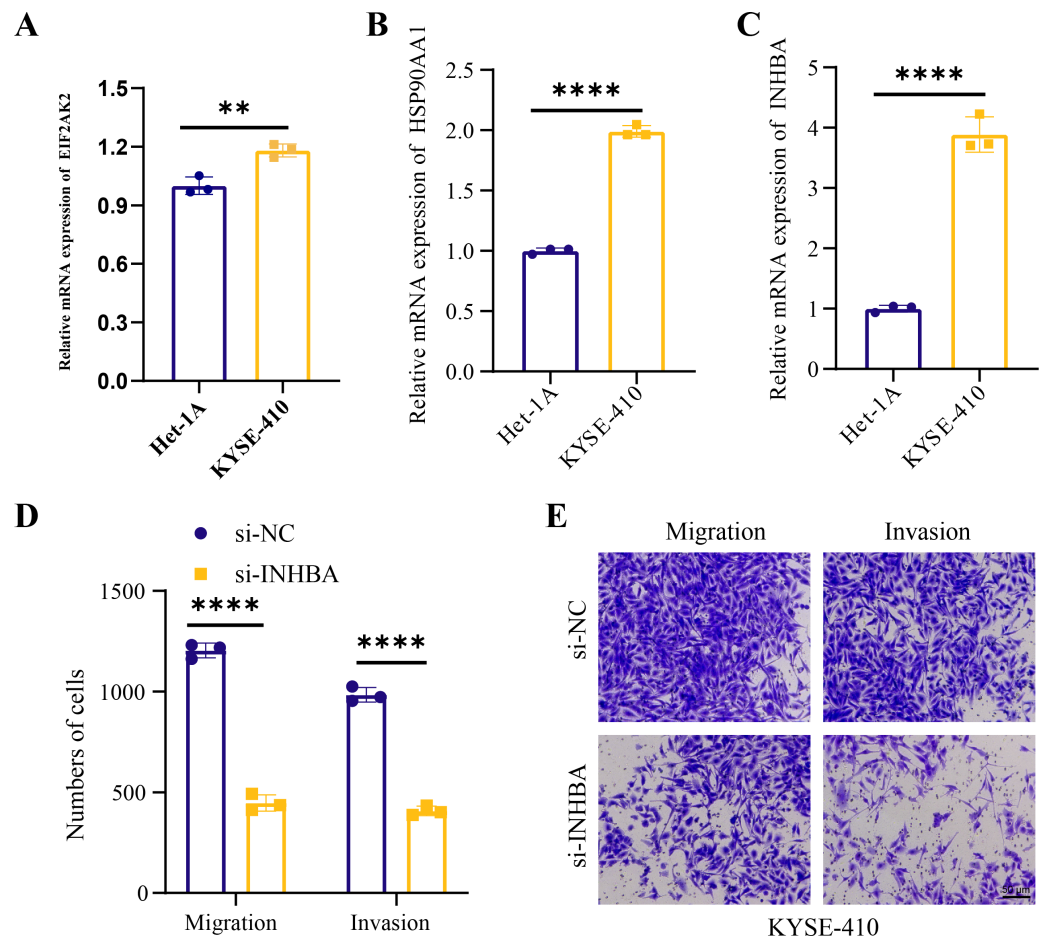 A
Relative mRNA expression of EIF2AK2
1.5
1.2
0.9
0.6
0.3
0.0
**
Het-1A
KYSE-410
B
Relative mRNA expression of HSP90AA1
2.5
2.0
1.5
1.0
0.5
0.0
****
Het-1A
KYSE-410
C
Relative mRNA expression of INHBA
5
4
3
2
1
0
****
Het-1A
KYSE-410
D
si-NC
si-INHBA
Numbers of cells
1500
1000
500
0
****
****
Migration
Invasion
E
Migration
Invasion
si-NC
si-INHBA
50 μm
KYSE-410